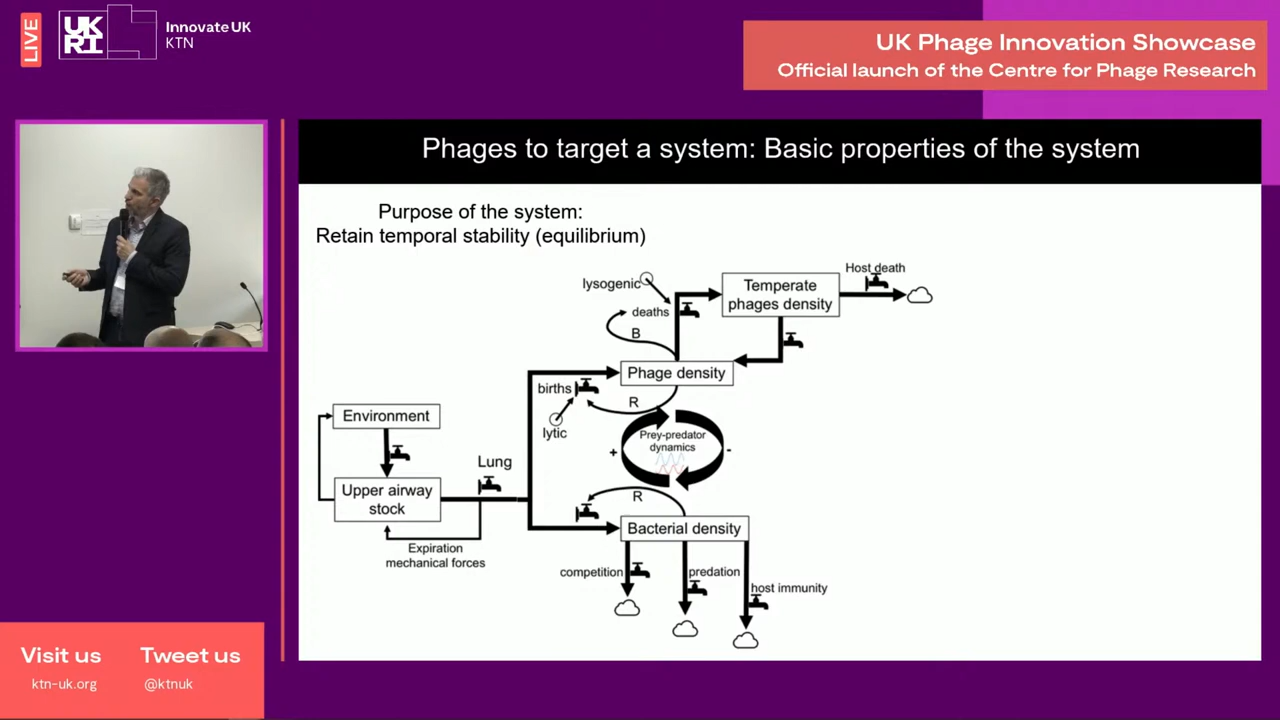 LIVE
UK
RI
Innovate UK
KTN
UK Phage Innovation Showcase
Official launch of the Centre for Phage Research
Phages to target a system: Basic properties of the system
Purpose of the system:
Retain temporal stability (equilibrium)
Host death
lysogenic
Temperate
phages density
deaths
B
Phage density
births
R
lytic
Environment
Prey-predator
dynamics
+
-
Lung
Upper airway
stock
R
Bacterial density
Expiration
mechanical forces
competition
predation
host immunity
Visit us
Tweet us
ktn-uk.org
@ktnuk